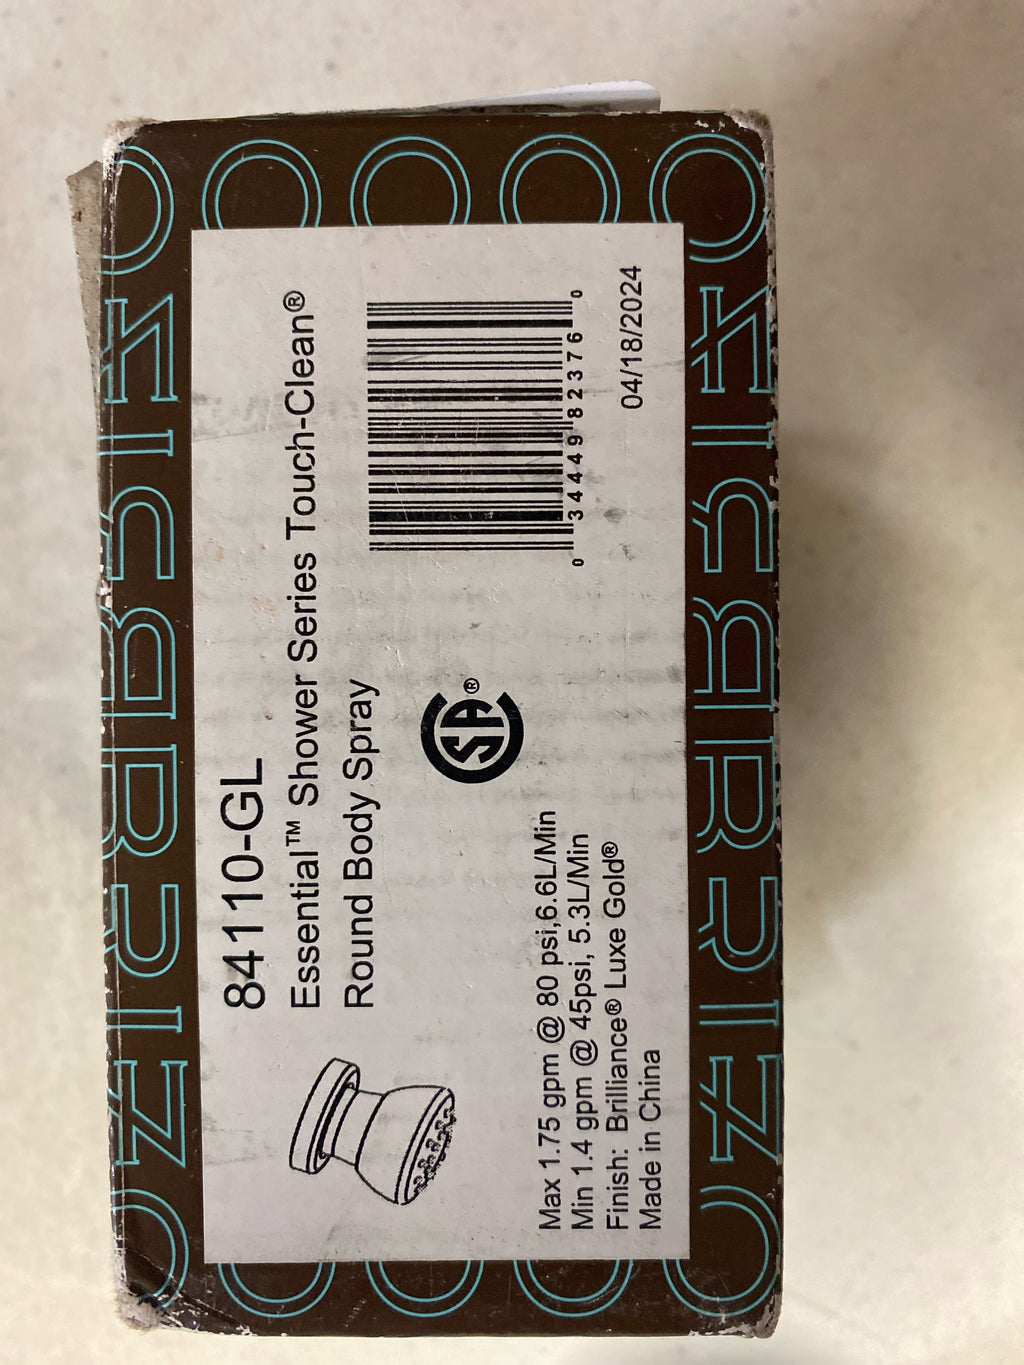 84110-GL
Essential™ Shower Series Touch-Clean®
Round Body Spray
SA®
0 34449 82376 0
04/18/2024
Max 1.75 gpm @ 80 psi,6.6L/Min
Min 1.4 gpm @ 45psi, 5.3L/Min
Finish: Brilliance® Luxe Gold®
Made in China